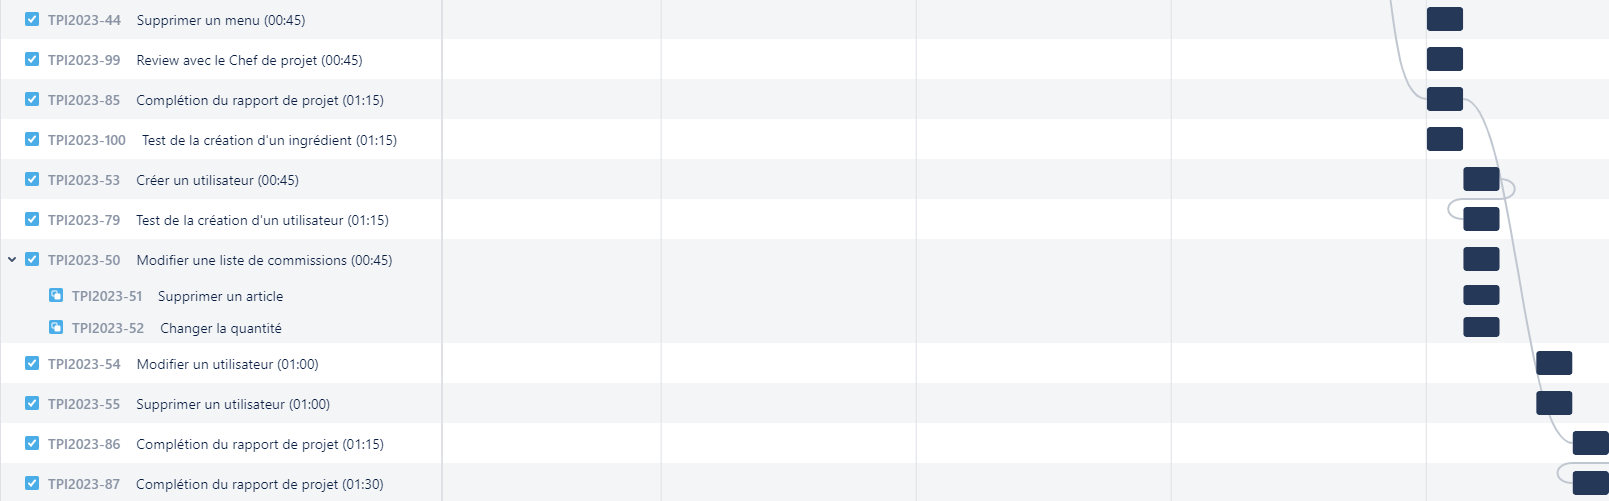 TPI2023-44 Supprimer un menu (00:45)
TPI2023-99 Review avec le Chef de projet (00:45)
TPI2023-85 Complétion du rapport de projet (01:15)
TPI2023-100 Test de la création d'un ingrédient (01:15)
TPI2023-53 Créer un utilisateur (00:45)
TPI2023-79 Test de la création d'un utilisateur (01:15)
TPI2023-50 Modifier une liste de commissions (00:45)
TPI2023-51 Supprimer un article
TPI2023-52 Changer la quantité
TPI2023-54 Modifier un utilisateur (01:00)
TPI2023-55 Supprimer un utilisateur (01:00)
TPI2023-86 Complétion du rapport de projet (01:15)
TPI2023-87 Complétion du rapport de projet (01:30)